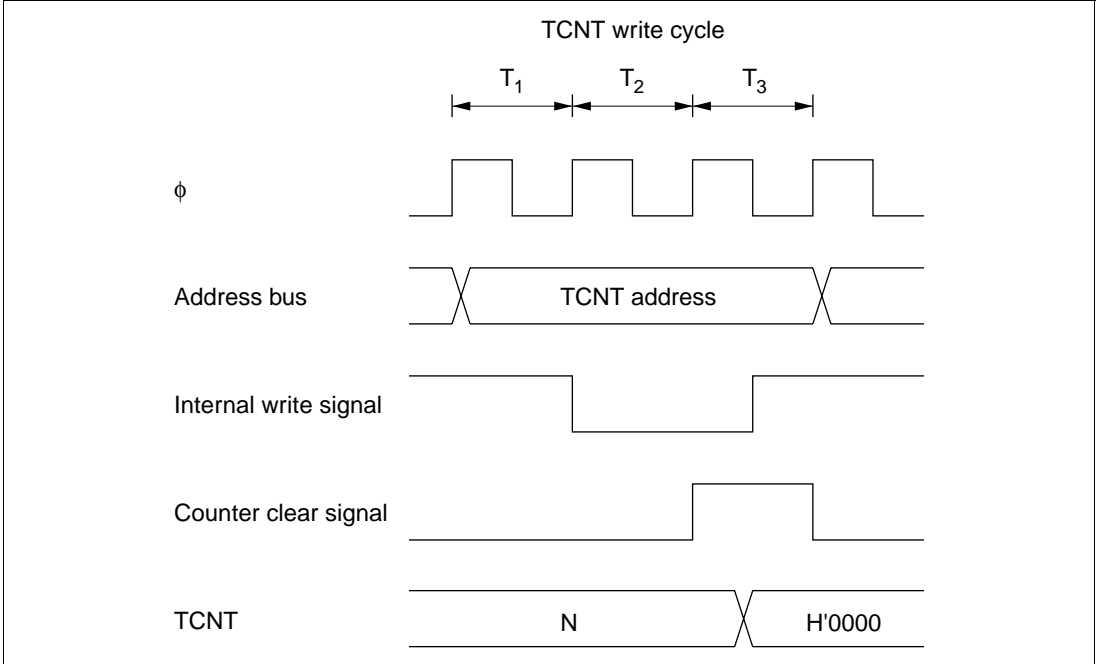 TCNT write cycle
T1 T2 T3
ϕ
Address bus TCNT address
Internal write signal
Counter clear signal
TCNT N H'0000